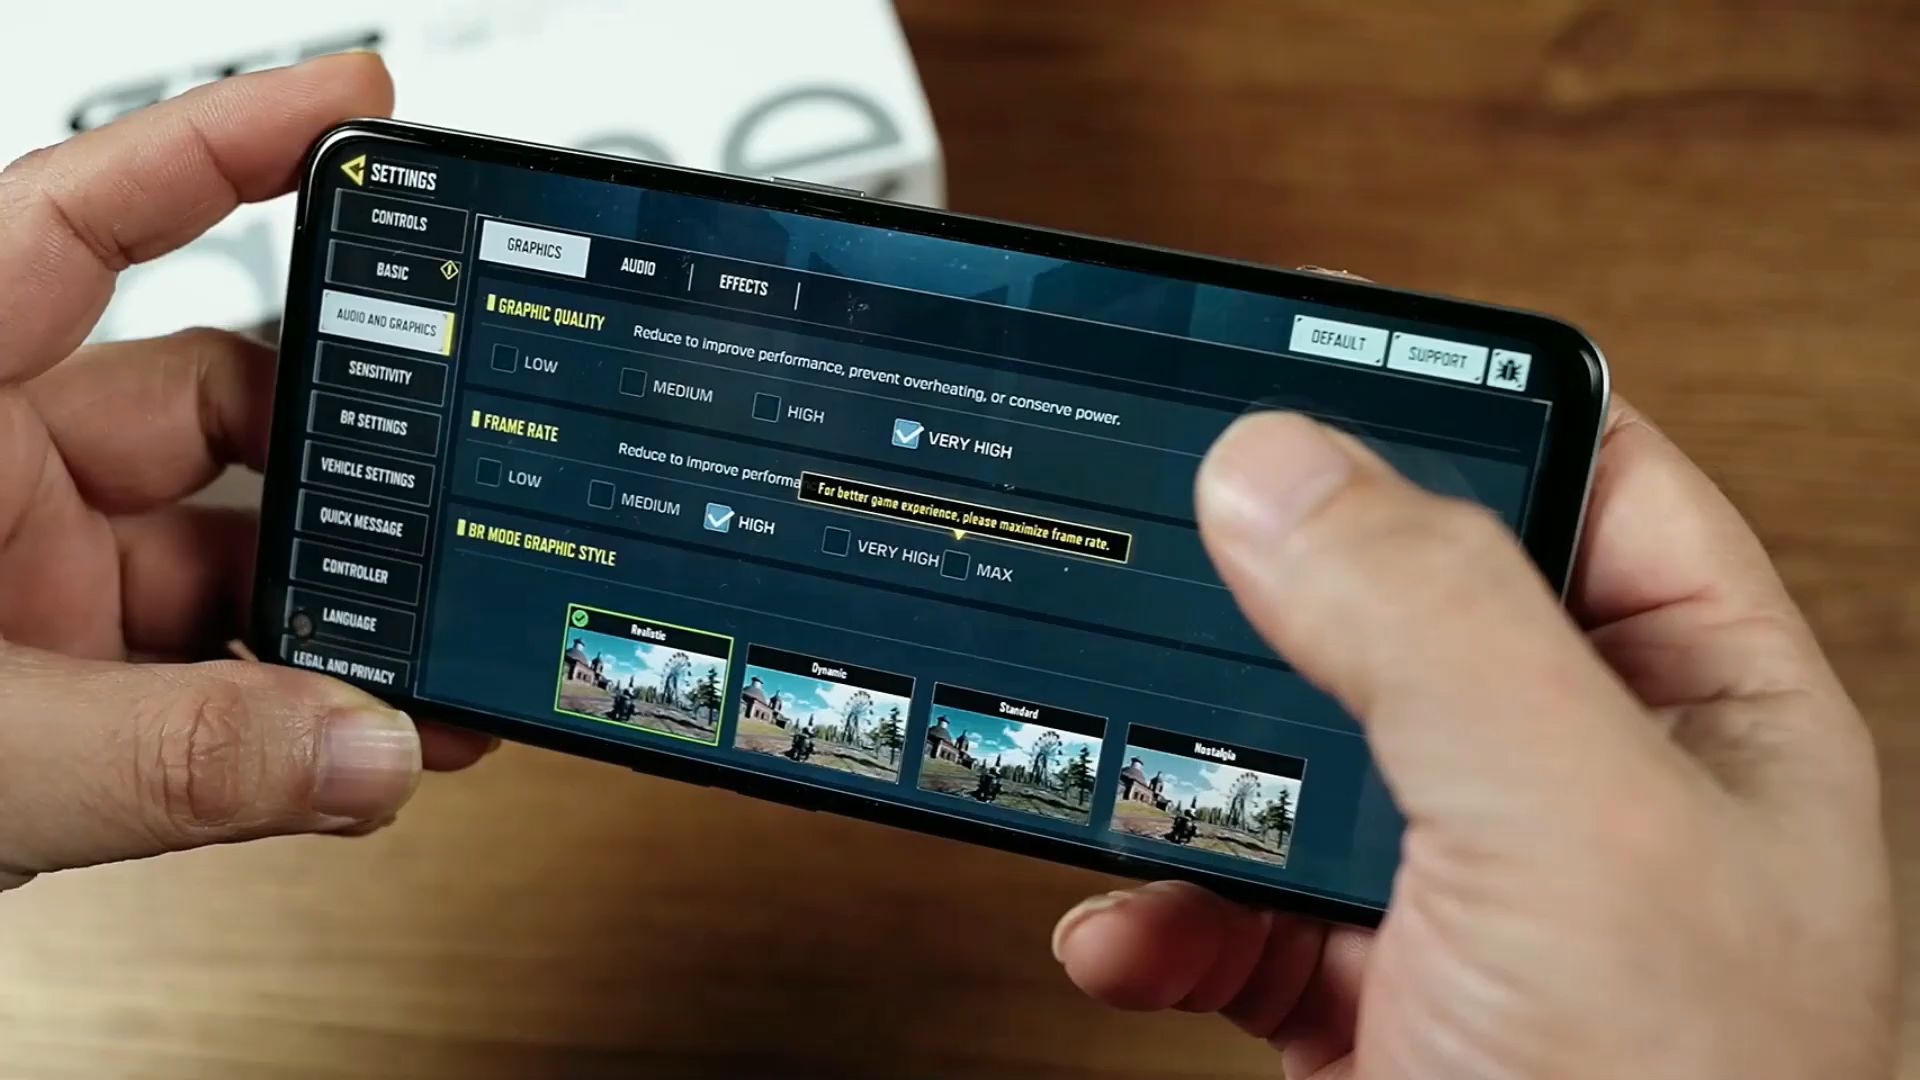 SETTINGS
CONTROLS
BASIC
AUDIO AND GRAPHICS
SENSITIVITY
BR SETTINGS
VEHICLE SETTINGS
QUICK MESSAGE
CONTROLLER
LANGUAGE
LEGAL AND PRIVACY
GRAPHICS
AUDIO
EFFECTS
DEFAULT
SUPPORT
GRAPHIC QUALITY
Reduce to improve performance, prevent overheating, or conserve power.
LOW
MEDIUM
HIGH
VERY HIGH
FRAME RATE
Reduce to improve
For better game experience, please maximize frame rate.
LOW
MEDIUM
HIGH
VERY HIGH
MAX
BR MODE GRAPHIC STYLE
Realistic
Dynamic
Standard
Nostalgia